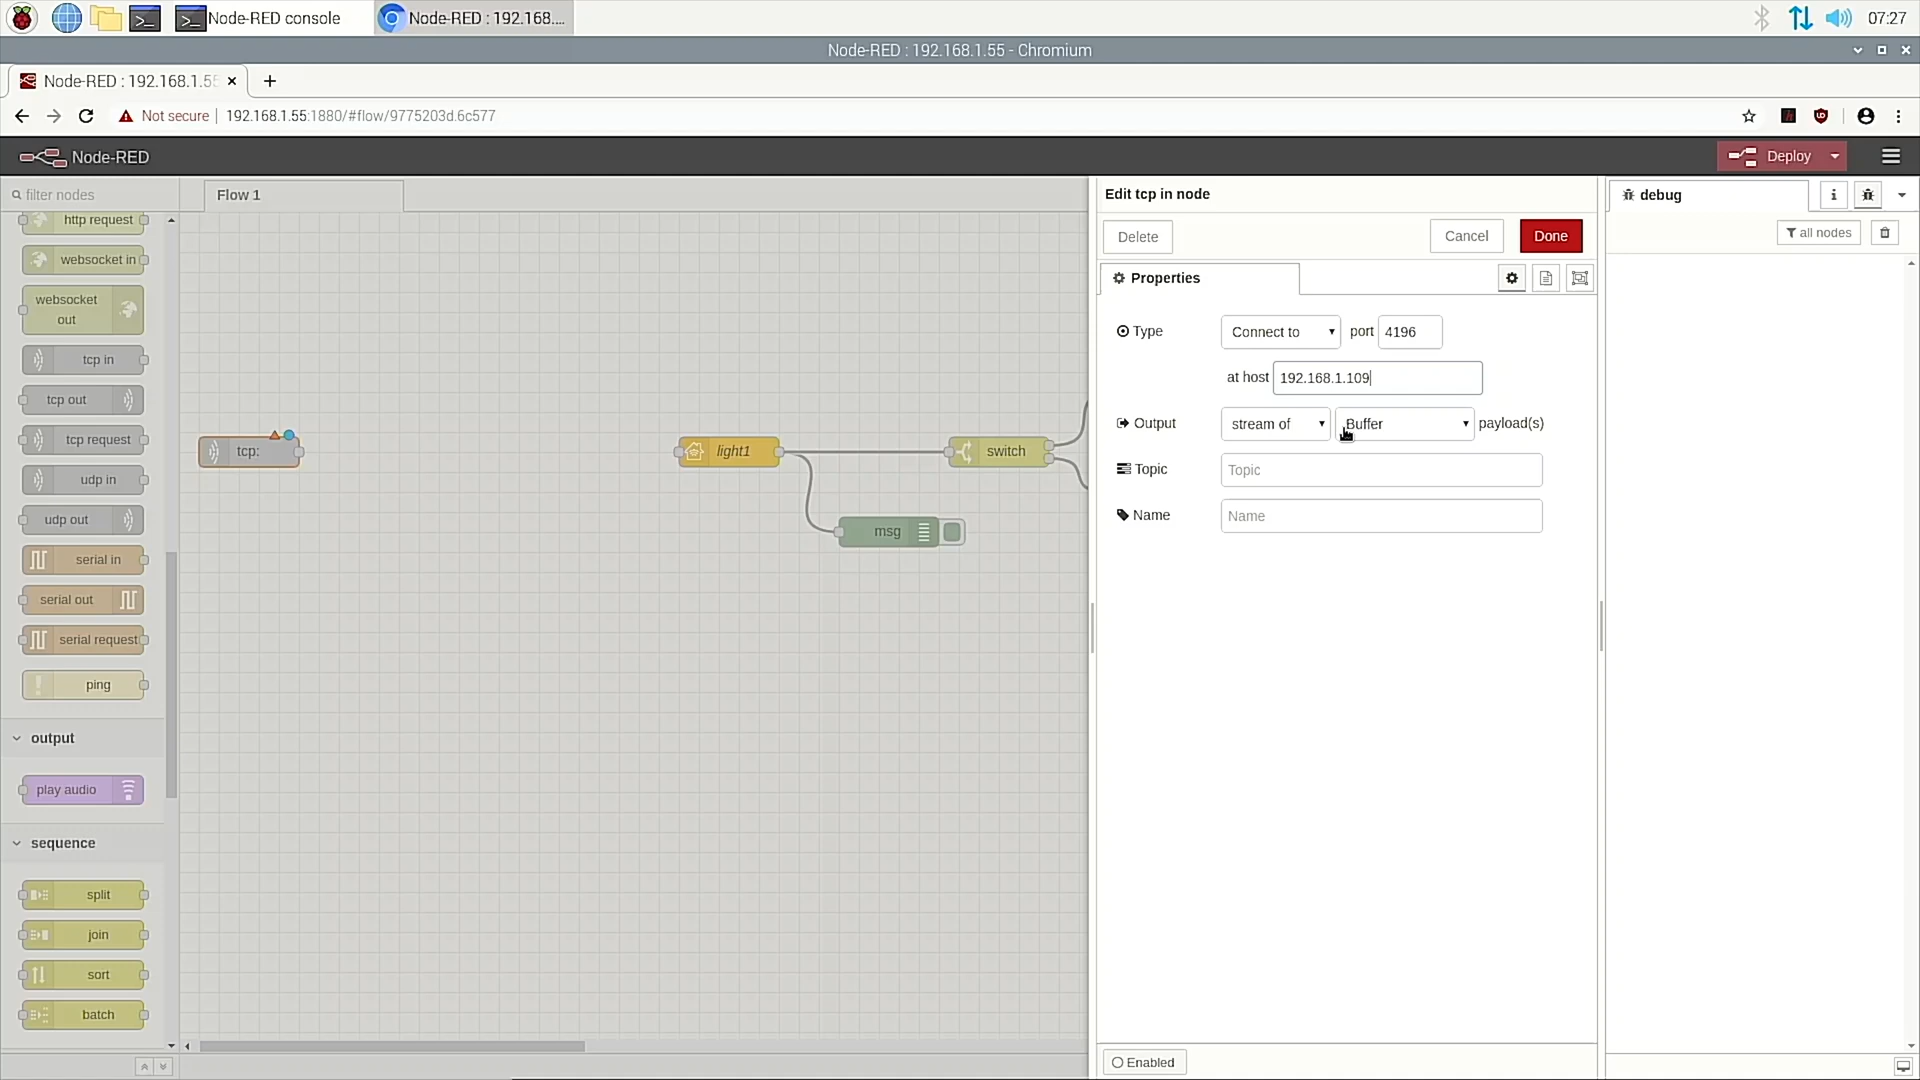 Node-RED console
Node-RED : 192.168....
07:27
Node-RED : 192.168.1.55 - Chromium
Node-RED : 192.168.1.55
Not secure
192.168.1.55:1880/#flow/9775203d.6c577
Node-RED
Deploy
filter nodes
Flow 1
Edit tcp in node
debug
Delete
Cancel
Done
all nodes
Properties
http request
websocket in
websocket
out
tcp in
tcp out
tcp request
udp in
udp out
serial in
serial out
serial request
ping
output
play audio
sequence
split
join
sort
batch
tcp:
light1
switch
msg
Type
Connect to
port
4196
at host
192.168.1.109
Output
stream of
Buffer
payload(s)
Topic
Topic
Name
Name
Enabled